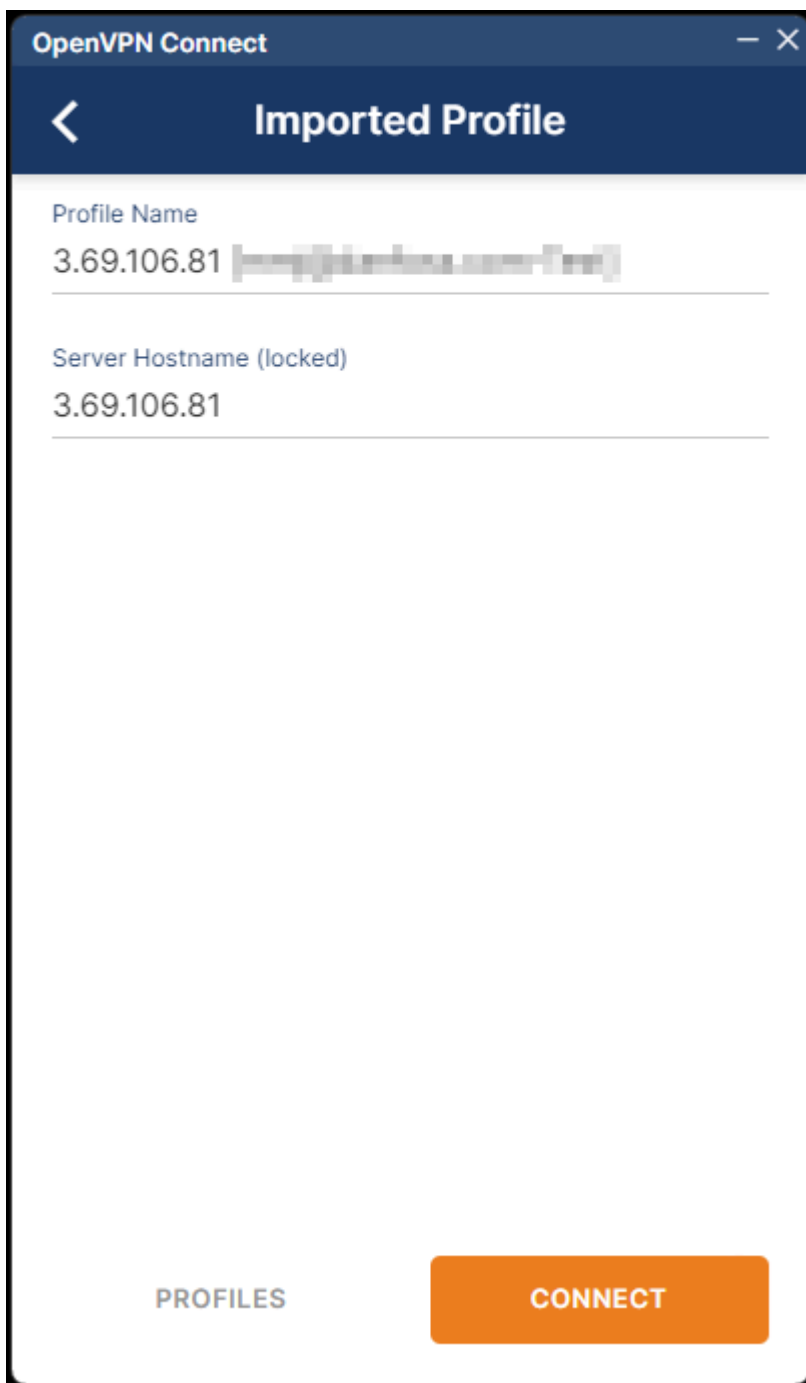 OpenVPN Connect
Imported Profile
Profile Name
3.69.106.81
Server Hostname (locked)
3.69.106.81
PROFILES
CONNECT